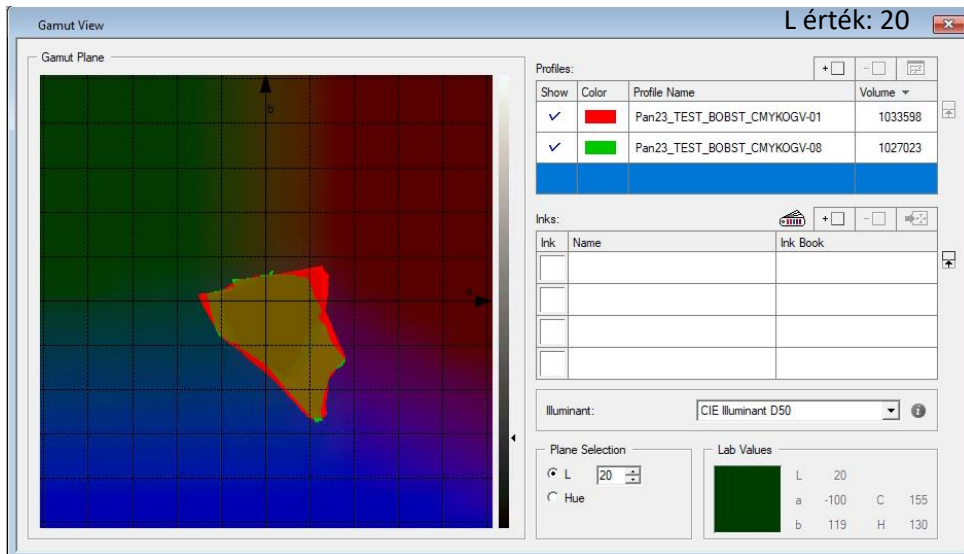 L érték: 20
Gamut View
Gamut Plane
b
a
Profiles:
Show Color Profile Name Volume
Pan23_TEST_BOBST_CMYKOGV-01 1033598
Pan23_TEST_BOBST_CMYKOGV-08 1027023
Inks:
Ink Name Ink Book
Illuminant: CIE Illuminant D50
Plane Selection
L 20
Hue
Lab Values
L 20
a -100 C 155
b 119 H 130